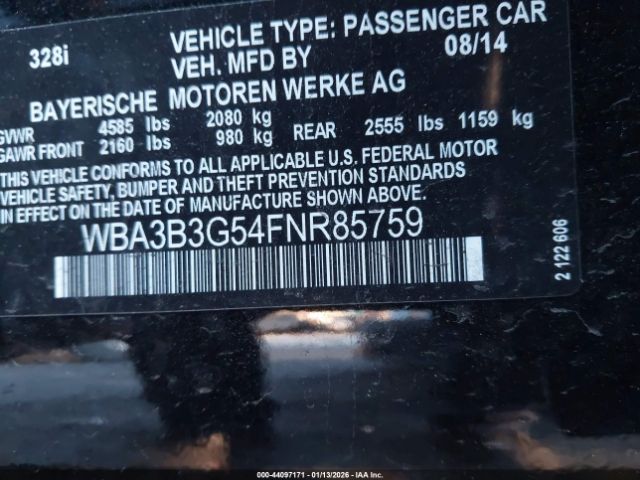 328i VEHICLE TYPE: PASSENGER CAR
VEH. MFD BY 08/14
BAYERISCHE MOTOREN WERKE AG
GVWR 4585 lbs 2080 kg
GAWR FRONT 2160 lbs 980 kg REAR 2555 lbs 1159 kg
THIS VEHICLE CONFORMS TO ALL APPLICABLE U.S. FEDERAL MOTOR
VEHICLE SAFETY, BUMPER AND THEFT PREVENTION STANDARDS
IN EFFECT ON THE DATE OF MANUFACTURE SHOWN ABOVE.
WBA3B3G54FNR85759
2 122 606
000-44097171 | 01/13/2026 | IAA Inc.